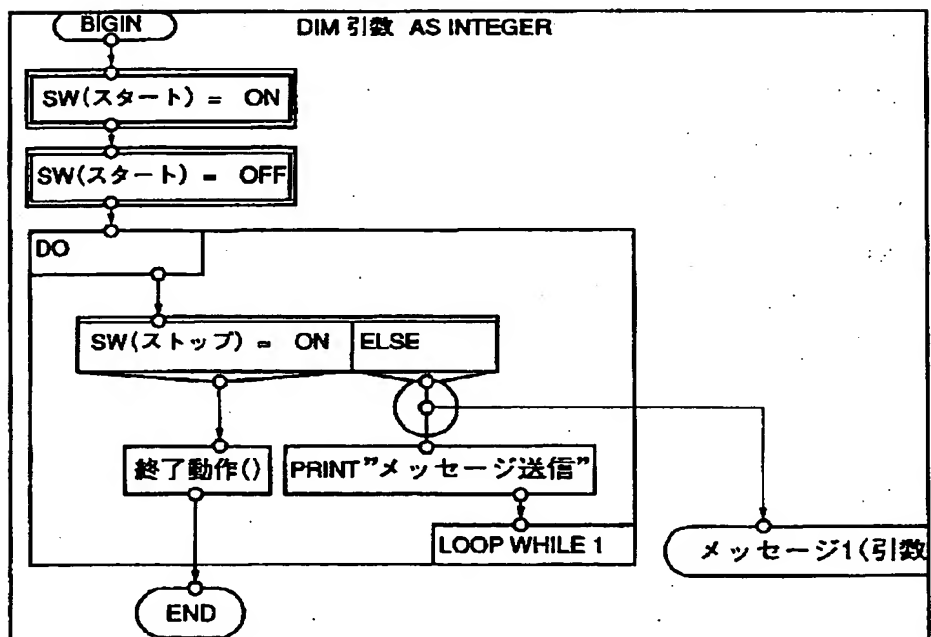 BIGIN
DIM 引数 AS INTEGER
SW(スタート) = ON
SW(スタート) = OFF
DO
SW(ストップ) = ON
ELSE
終了動作()
PRINT"メッセージ送信"
LOOP WHILE 1
メッセージ1(引数
END